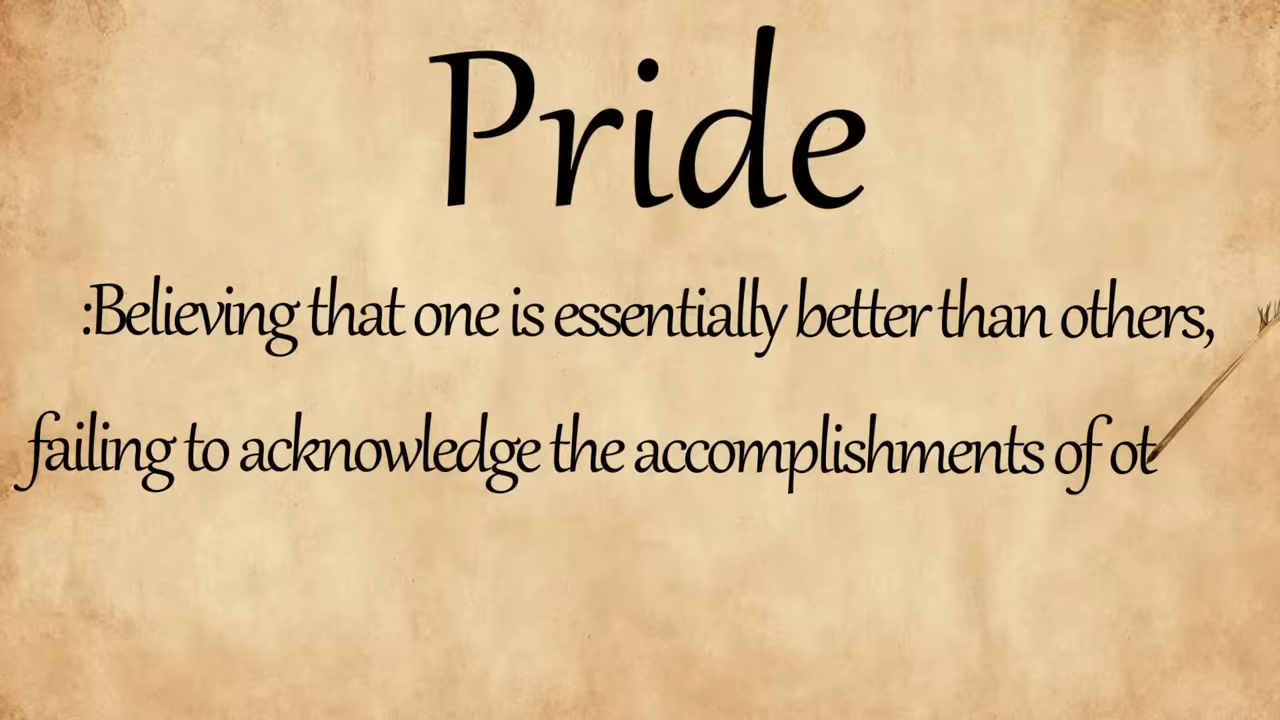 Pride
:Believing that one is essentially better than others,
failing to acknowledge the accomplishments of ot